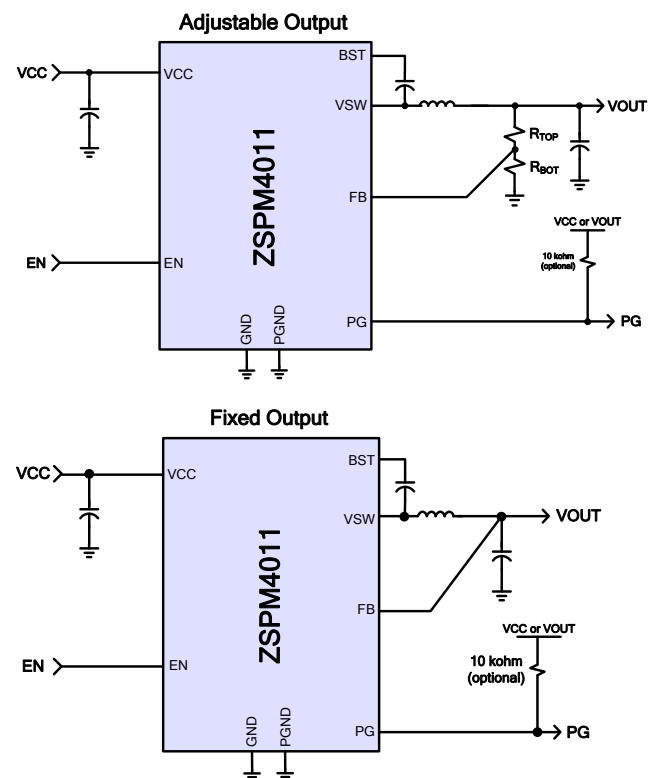 Adjustable Output
BST
VCC
VCC
VSW
VOUT
R_TOP
R_BOT
FB
ZSPM4011
VCC or VOUT
10 kohm
(optional)
EN
EN
GND
PGND
PG
PG
Fixed Output
BST
VCC
VCC
VSW
VOUT
ZSPM4011
FB
VCC or VOUT
10 kohm
(optional)
EN
EN
GND
PGND
PG
PG